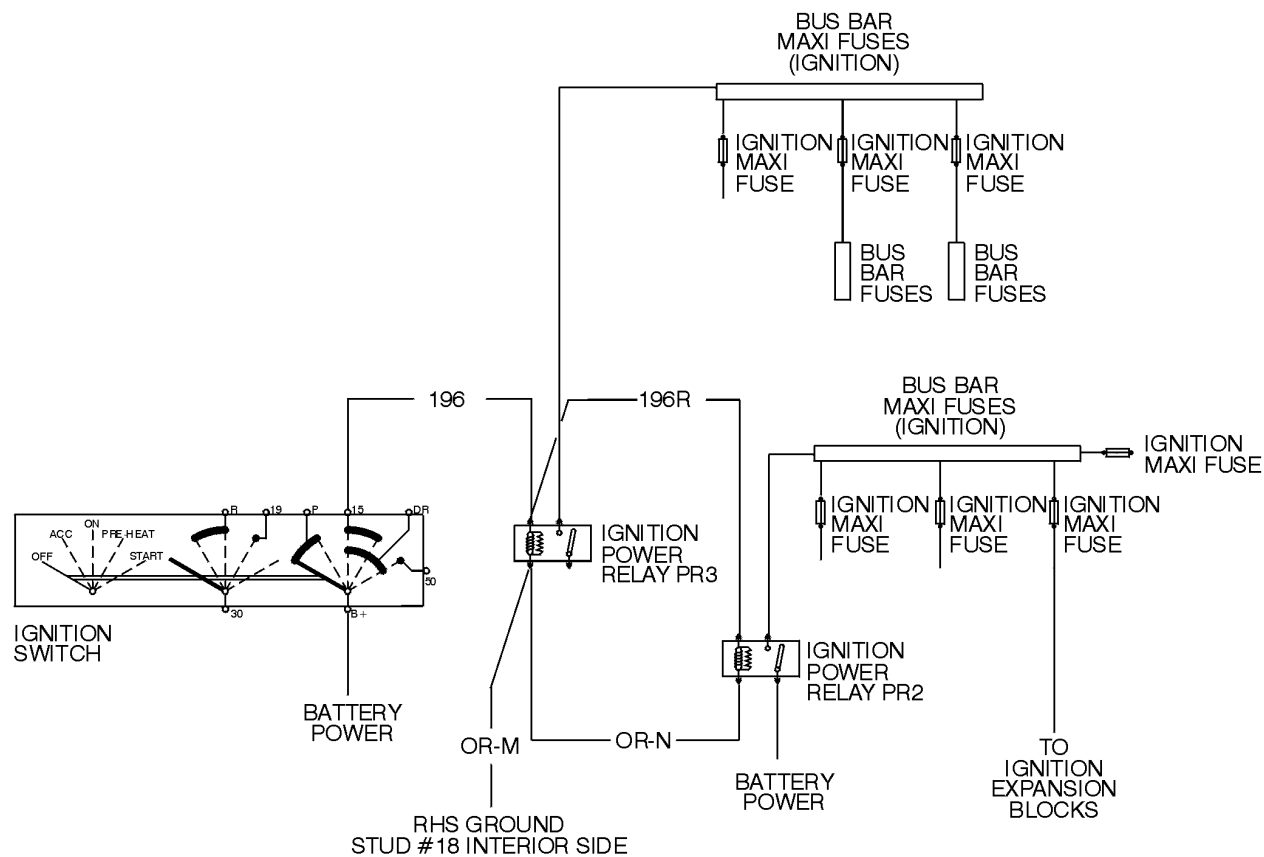 BUS BAR
MAXI FUSES
(IGNITION)
IGNITION
MAXI
FUSE
IGNITION
MAXI
FUSE
IGNITION
MAXI
FUSE
BUS
BAR
FUSES
BUS
BAR
FUSES
196
196R
BUS BAR
MAXI FUSES
(IGNITION)
IGNITION
MAXI FUSE
IGNITION
MAXI
FUSE
IGNITION
MAXI
FUSE
IGNITION
MAXI
FUSE
R
19
P
15
DR
OFF
ACC
ON
PRE-HEAT
START
50
30
B+
IGNITION
SWITCH
IGNITION
POWER
RELAY PR3
IGNITION
POWER
RELAY PR2
BATTERY
POWER
OR-M
OR-N
BATTERY
POWER
TO
IGNITION
EXPANSION
BLOCKS
RHS GROUND
STUD #18 INTERIOR SIDE